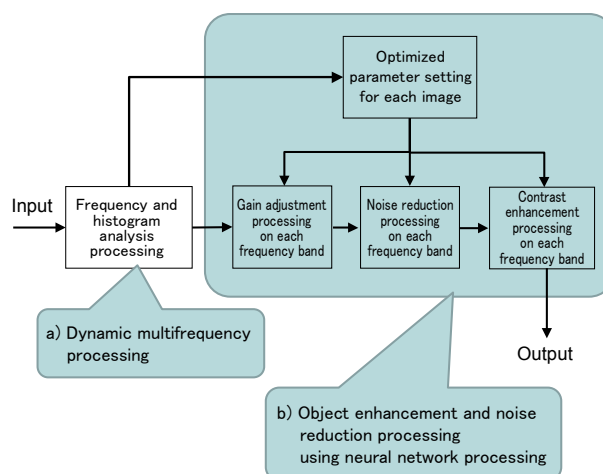 Optimized
parameter setting
for each image
Input
Frequency and
histogram
analysis
processing
Gain adjustment
processing
on each
frequency band
Noise reduction
processing
on each
frequency band
Contrast
enhancement
processing
on each
frequency band
a) Dynamic multifrequency
processing
Output
b) Object enhancement and noise
reduction processing
using neural network processing